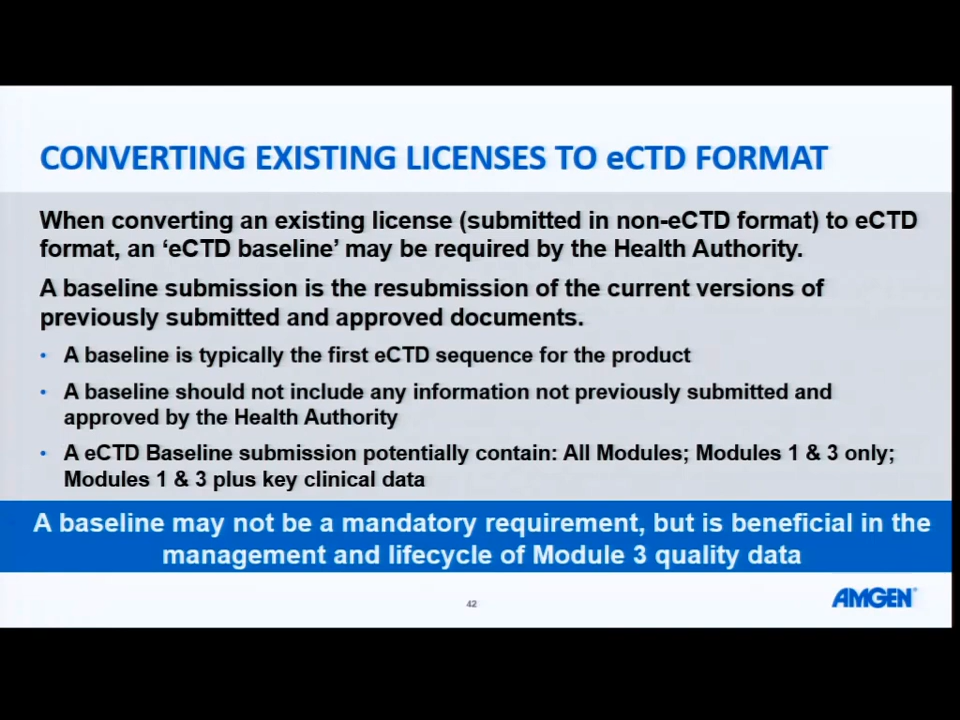 CONVERTING EXISTING LICENSES TO eCTD FORMAT
When converting an existing license (submitted in non-eCTD format) to eCTD
format, an ‘eCTD baseline’ may be required by the Health Authority.
A baseline submission is the resubmission of the current versions of
previously submitted and approved documents.
• A baseline is typically the first eCTD sequence for the product
• A baseline should not include any information not previously submitted and
approved by the Health Authority
• A eCTD Baseline submission potentially contain: All Modules; Modules 1 & 3 only;
Modules 1 & 3 plus key clinical data
A baseline may not be a mandatory requirement, but is beneficial in the
management and lifecycle of Module 3 quality data
42
AMGEN®